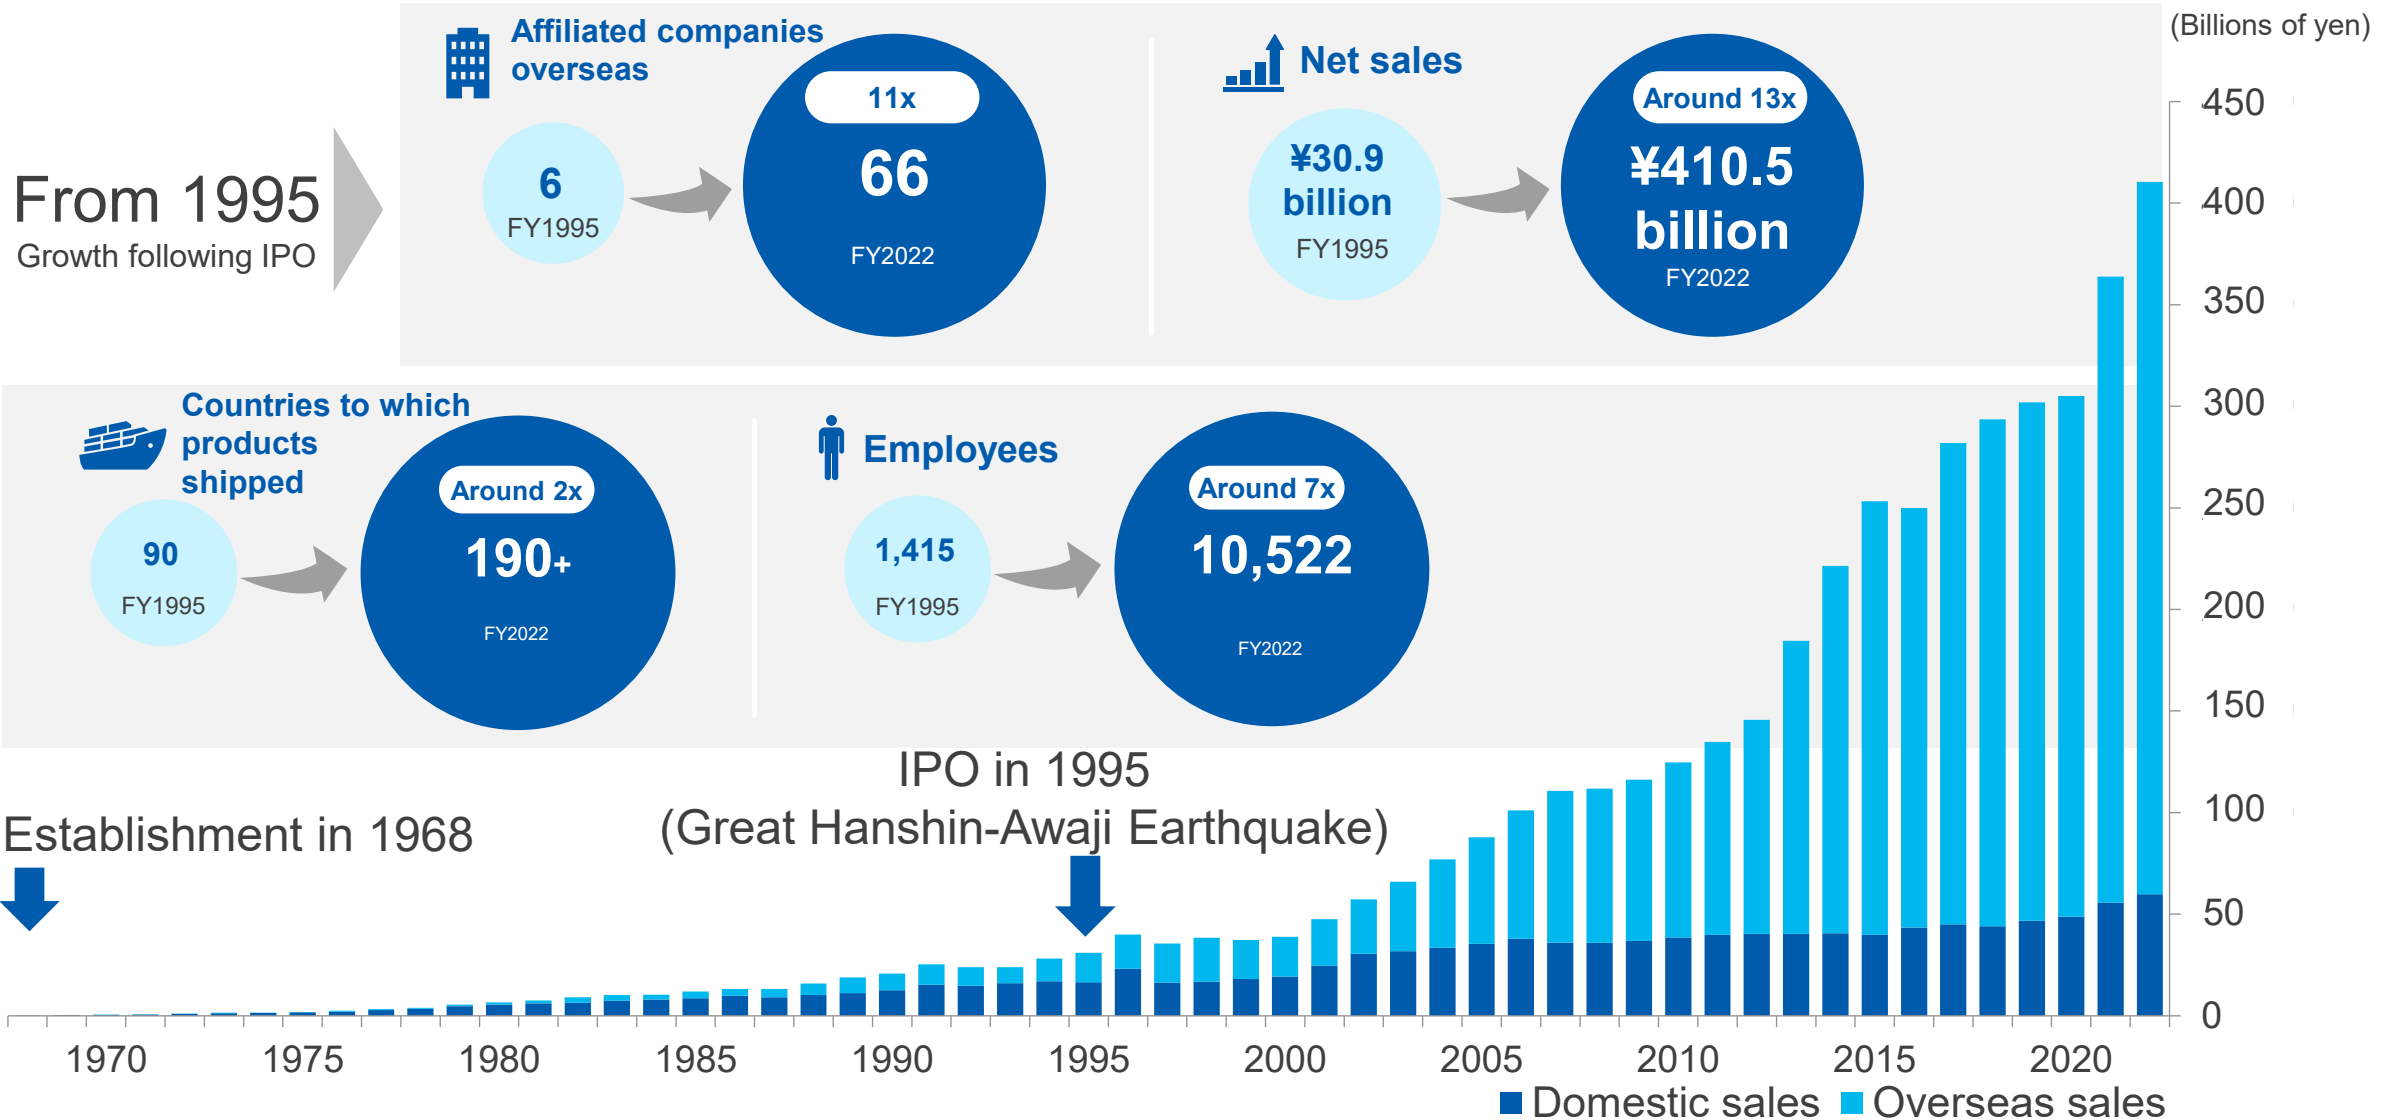 (Billions of yen)
From 1995
Growth following IPO
Affiliated companies
overseas
6
FY1995
11x
66
FY2022
Net sales
¥30.9
billion
FY1995
Around 13x
¥410.5
billion
FY2022
Countries to which
products
shipped
90
FY1995
Around 2x
190+
FY2022
Employees
1,415
FY1995
Around 7x
10,522
FY2022
450
400
350
300
250
200
150
100
50
0
Establishment in 1968
IPO in 1995
(Great Hanshin-Awaji Earthquake)
1970
1975
1980
1985
1990
1995
2000
2005
2010
2015
2020
Domestic sales
Overseas sales